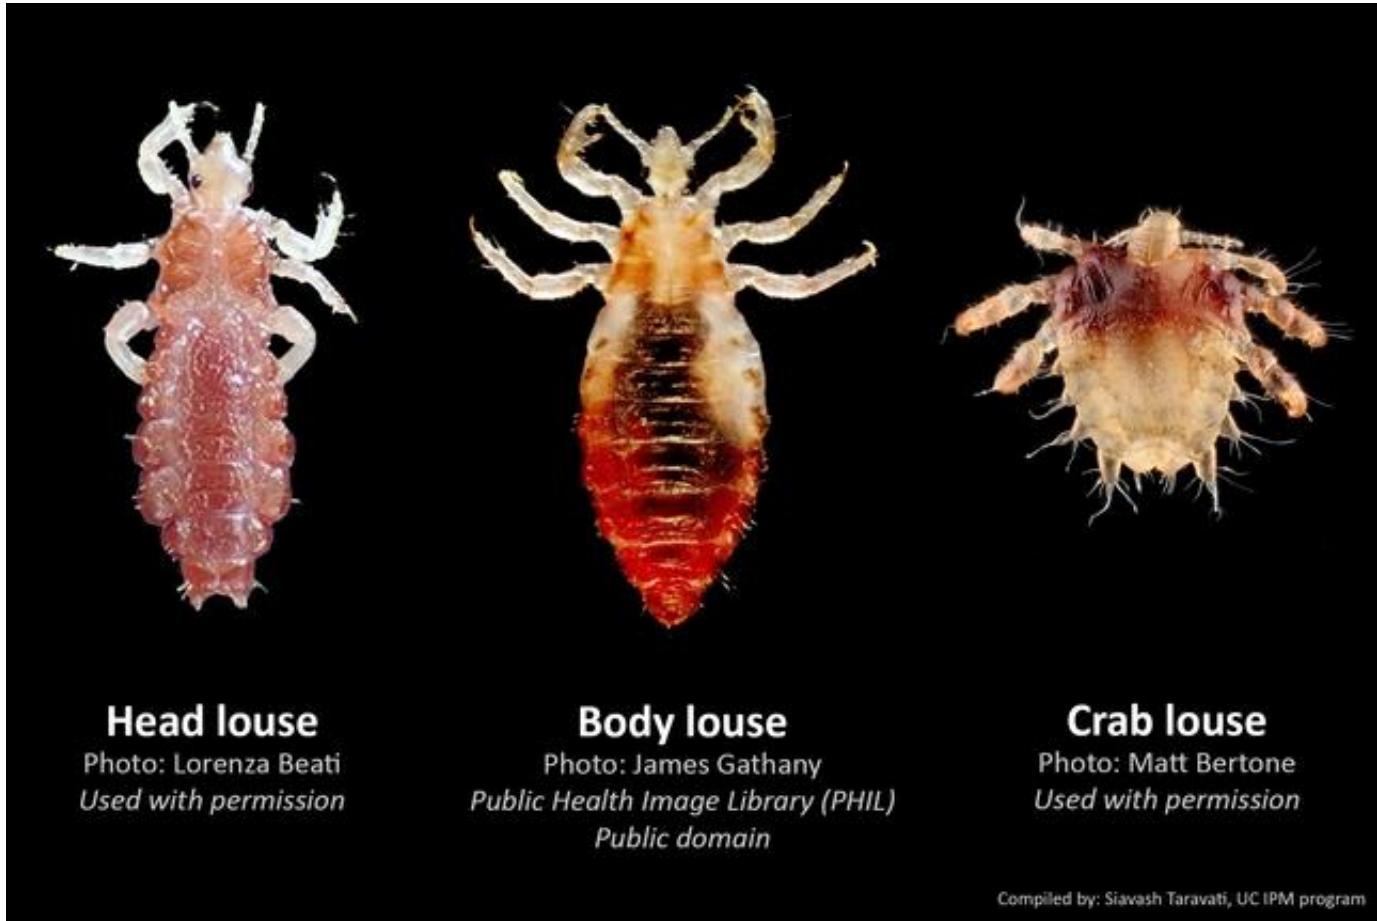 Head louse
Photo: Lorenza Beati
Used with permission
Body louse
Photo: James Gathany
Public Health Image Library (PHIL)
Public domain
Crab louse
Photo: Matt Bertone
Used with permission
Compiled by: Siavash Taravati, UC IPM program